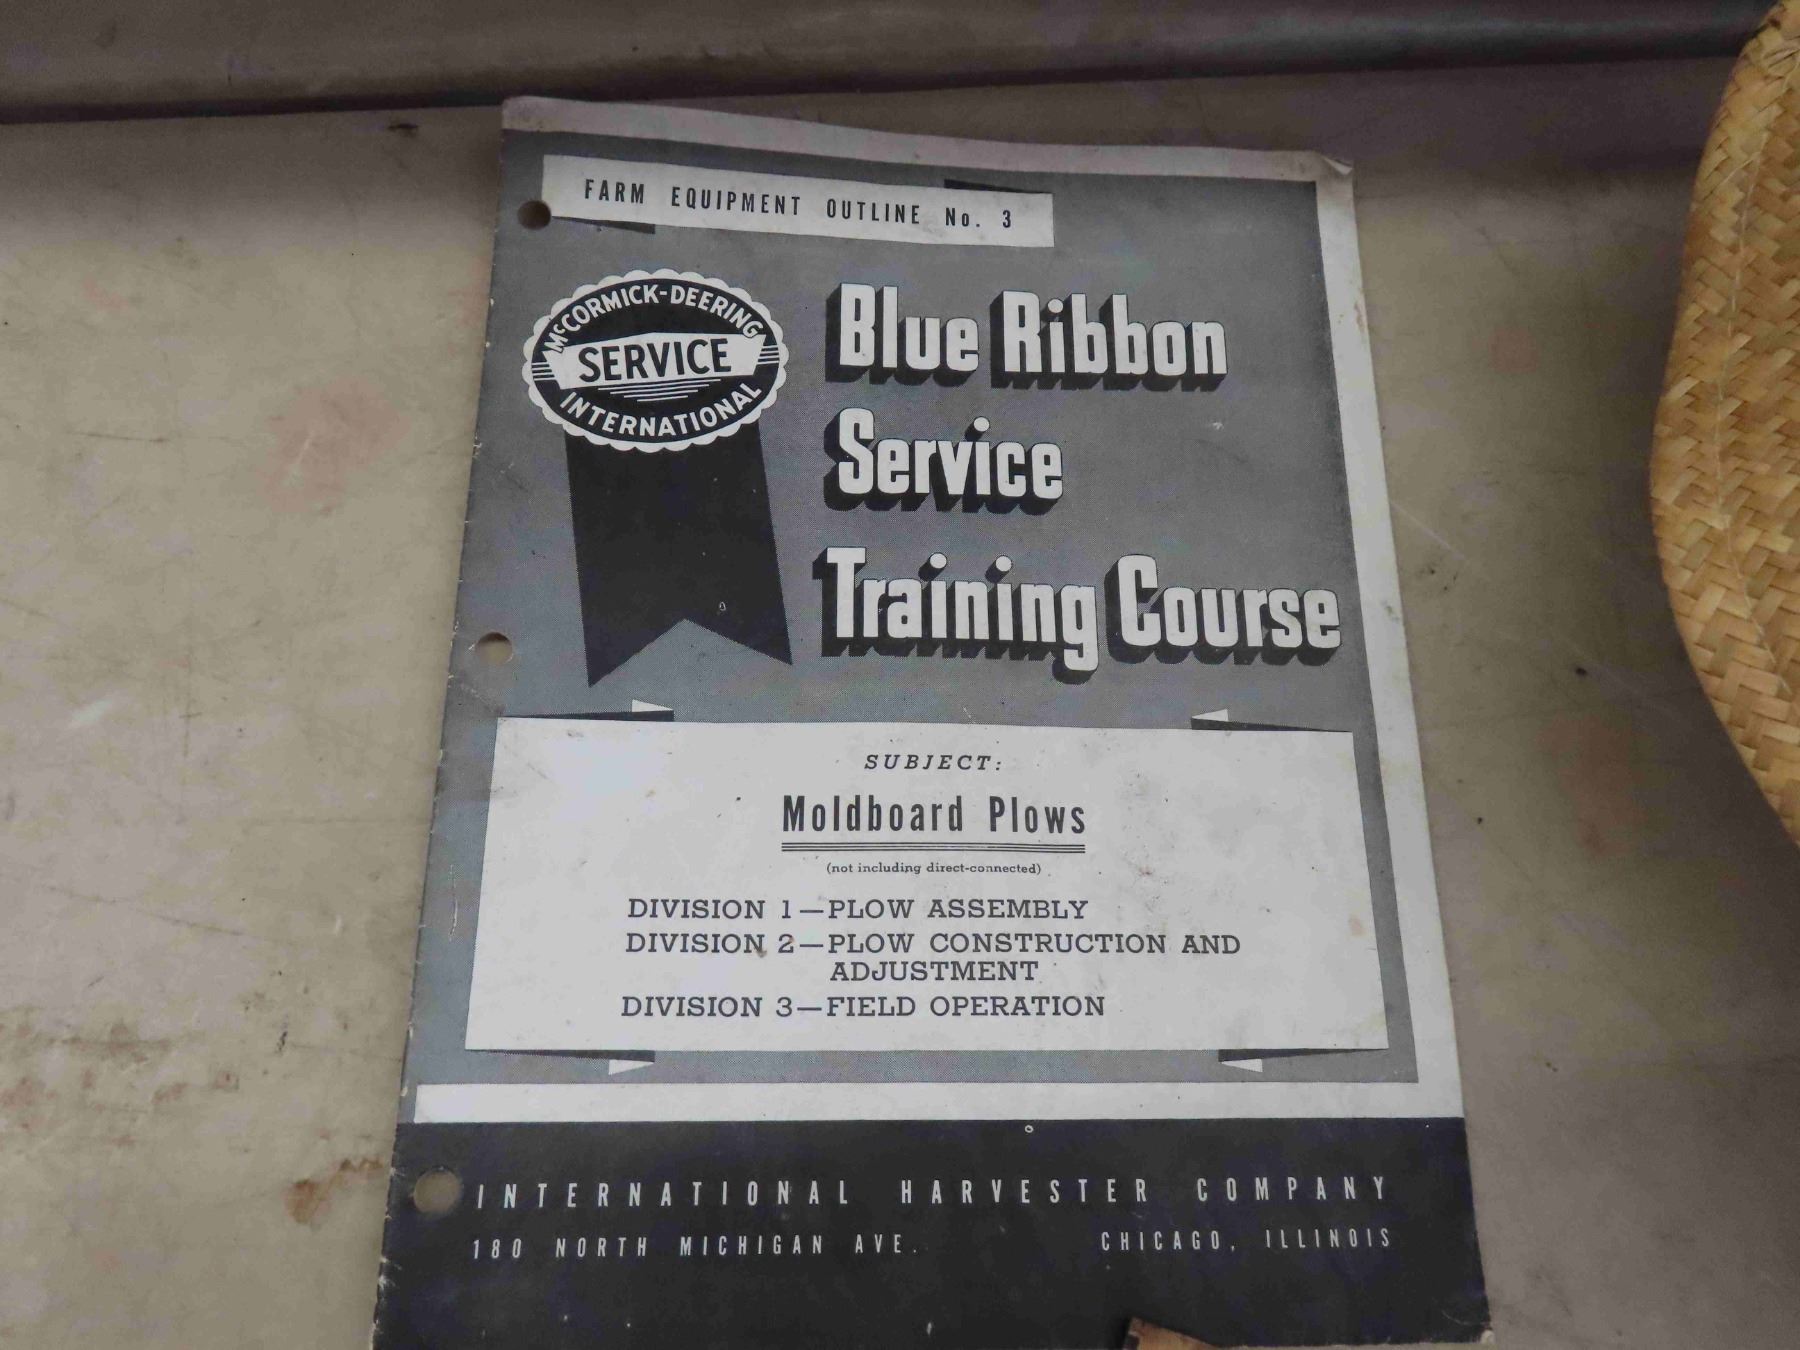 FARM EQUIPMENT OUTLINE No. 3
McCORMICK-DEERING
SERVICE
INTERNATIONAL
Blue Ribbon
Service
Training Course
SUBJECT:
Moldboard Plows
(not including direct-connected)
DIVISION 1—PLOW ASSEMBLY
DIVISION 2—PLOW CONSTRUCTION AND
ADJUSTMENT
DIVISION 3—FIELD OPERATION
INTERNATIONAL HARVESTER COMPANY
180 NORTH MICHIGAN AVE. CHICAGO, ILLINOIS